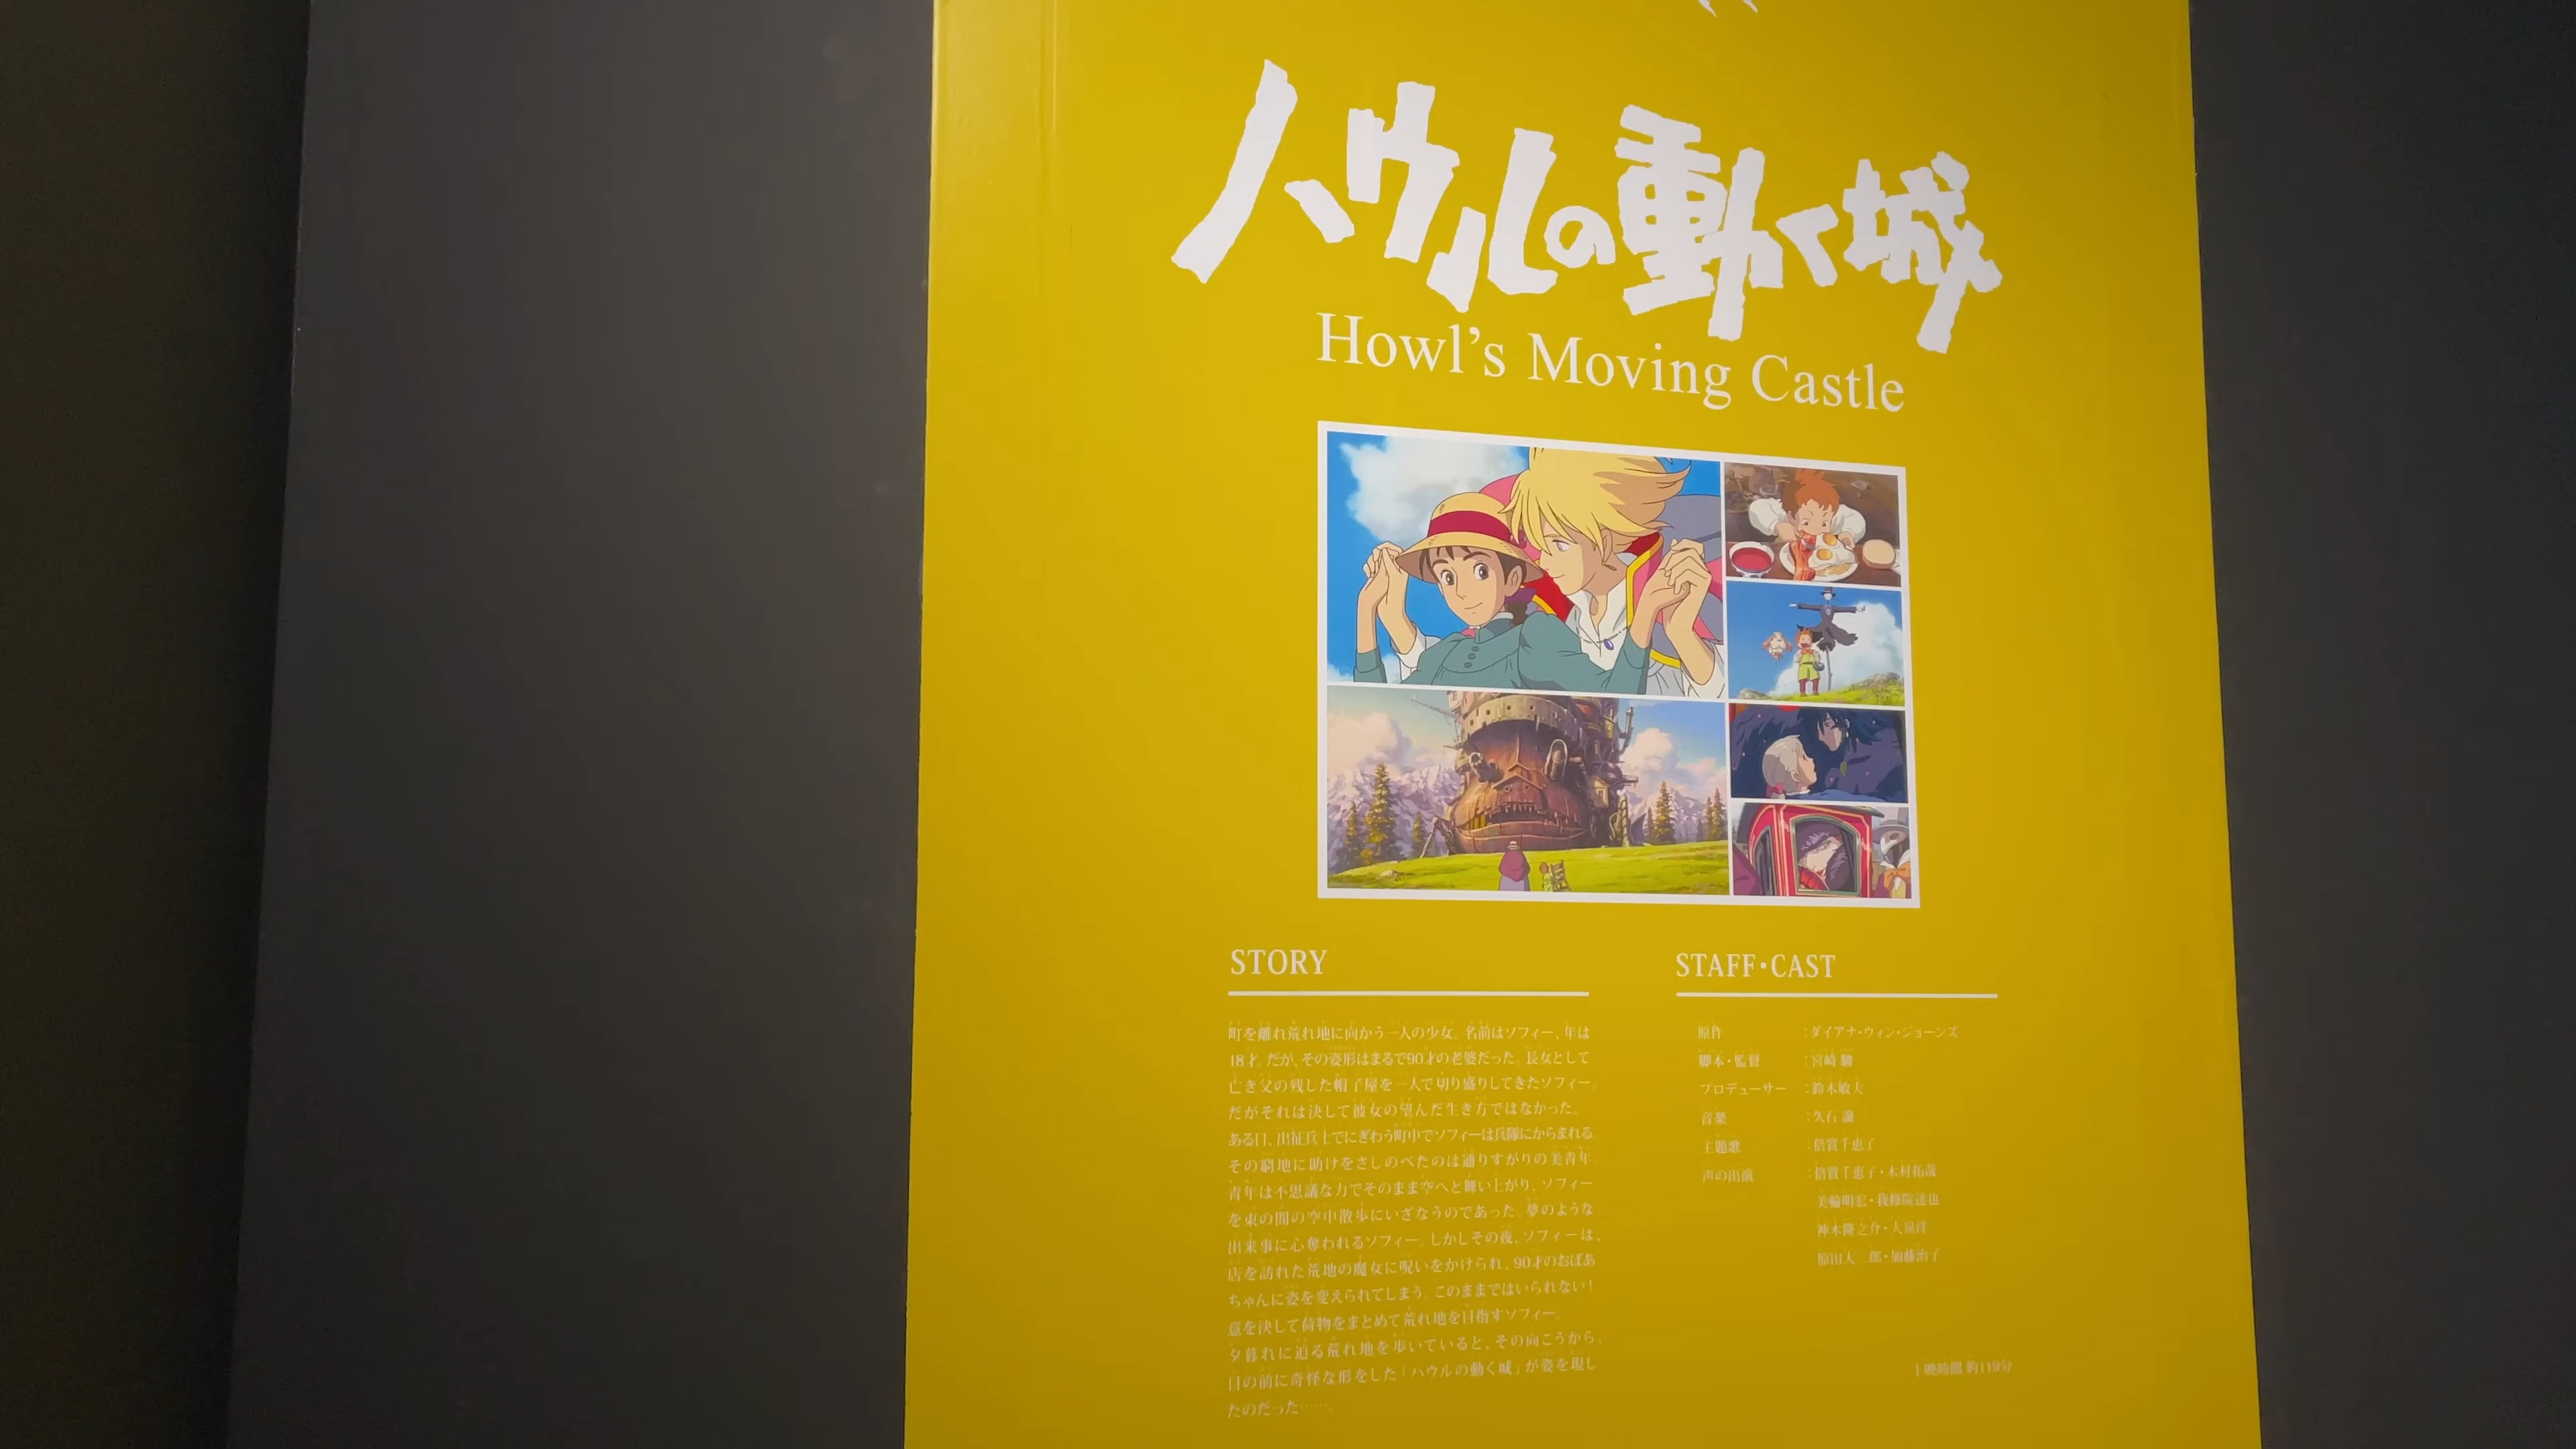 ハウルの動く城
Howl's Moving Castle
STORY
町を離れ荒れ地に向かう一人の少女。名前はソフィー、年は
18才。だが、その姿形はまるで90才の老婆だった。長女として
亡き父の残した帽子屋を一人で切り盛りしてきたソフィー。
だがそれは決して彼女の望んだ生き方ではなかった。
ある日、出征兵士でにぎわう町中でソフィーは兵隊にからまれる。
その窮地に助けをさしのべたのは通りすがりの美青年。
青年は不思議な力でそのまま空へと舞い上がり、ソフィー
を束の間の空中散歩にいざなうのであった。夢のような
出来事に心奪われるソフィー。しかしその夜、ソフィーは、
店を訪れた荒地の魔女に呪いをかけられ、90才のおばあ
ちゃんに姿を変えられてしまう。このままではいられない!
意を決して荷物をまとめて荒れ地を目指すソフィー。
夕暮れに迫る荒れ地を歩いていると、その向こうから、
目の前に奇怪な形をした「ハウルの動く城」が姿を現し
たのだった……。
STAFF・CAST
原作 :ダイアナ・ウィン・ジョーンズ
脚本・監督 :宮崎 駿
プロデューサー :鈴木敏夫
音楽 :久石 譲
主題歌 :倍賞千恵子
声の出演 :倍賞千恵子・木村拓哉
美輪明宏・我修院達也
神木隆之介・大泉洋
原田大二郎・加藤治子
上映時間 約119分